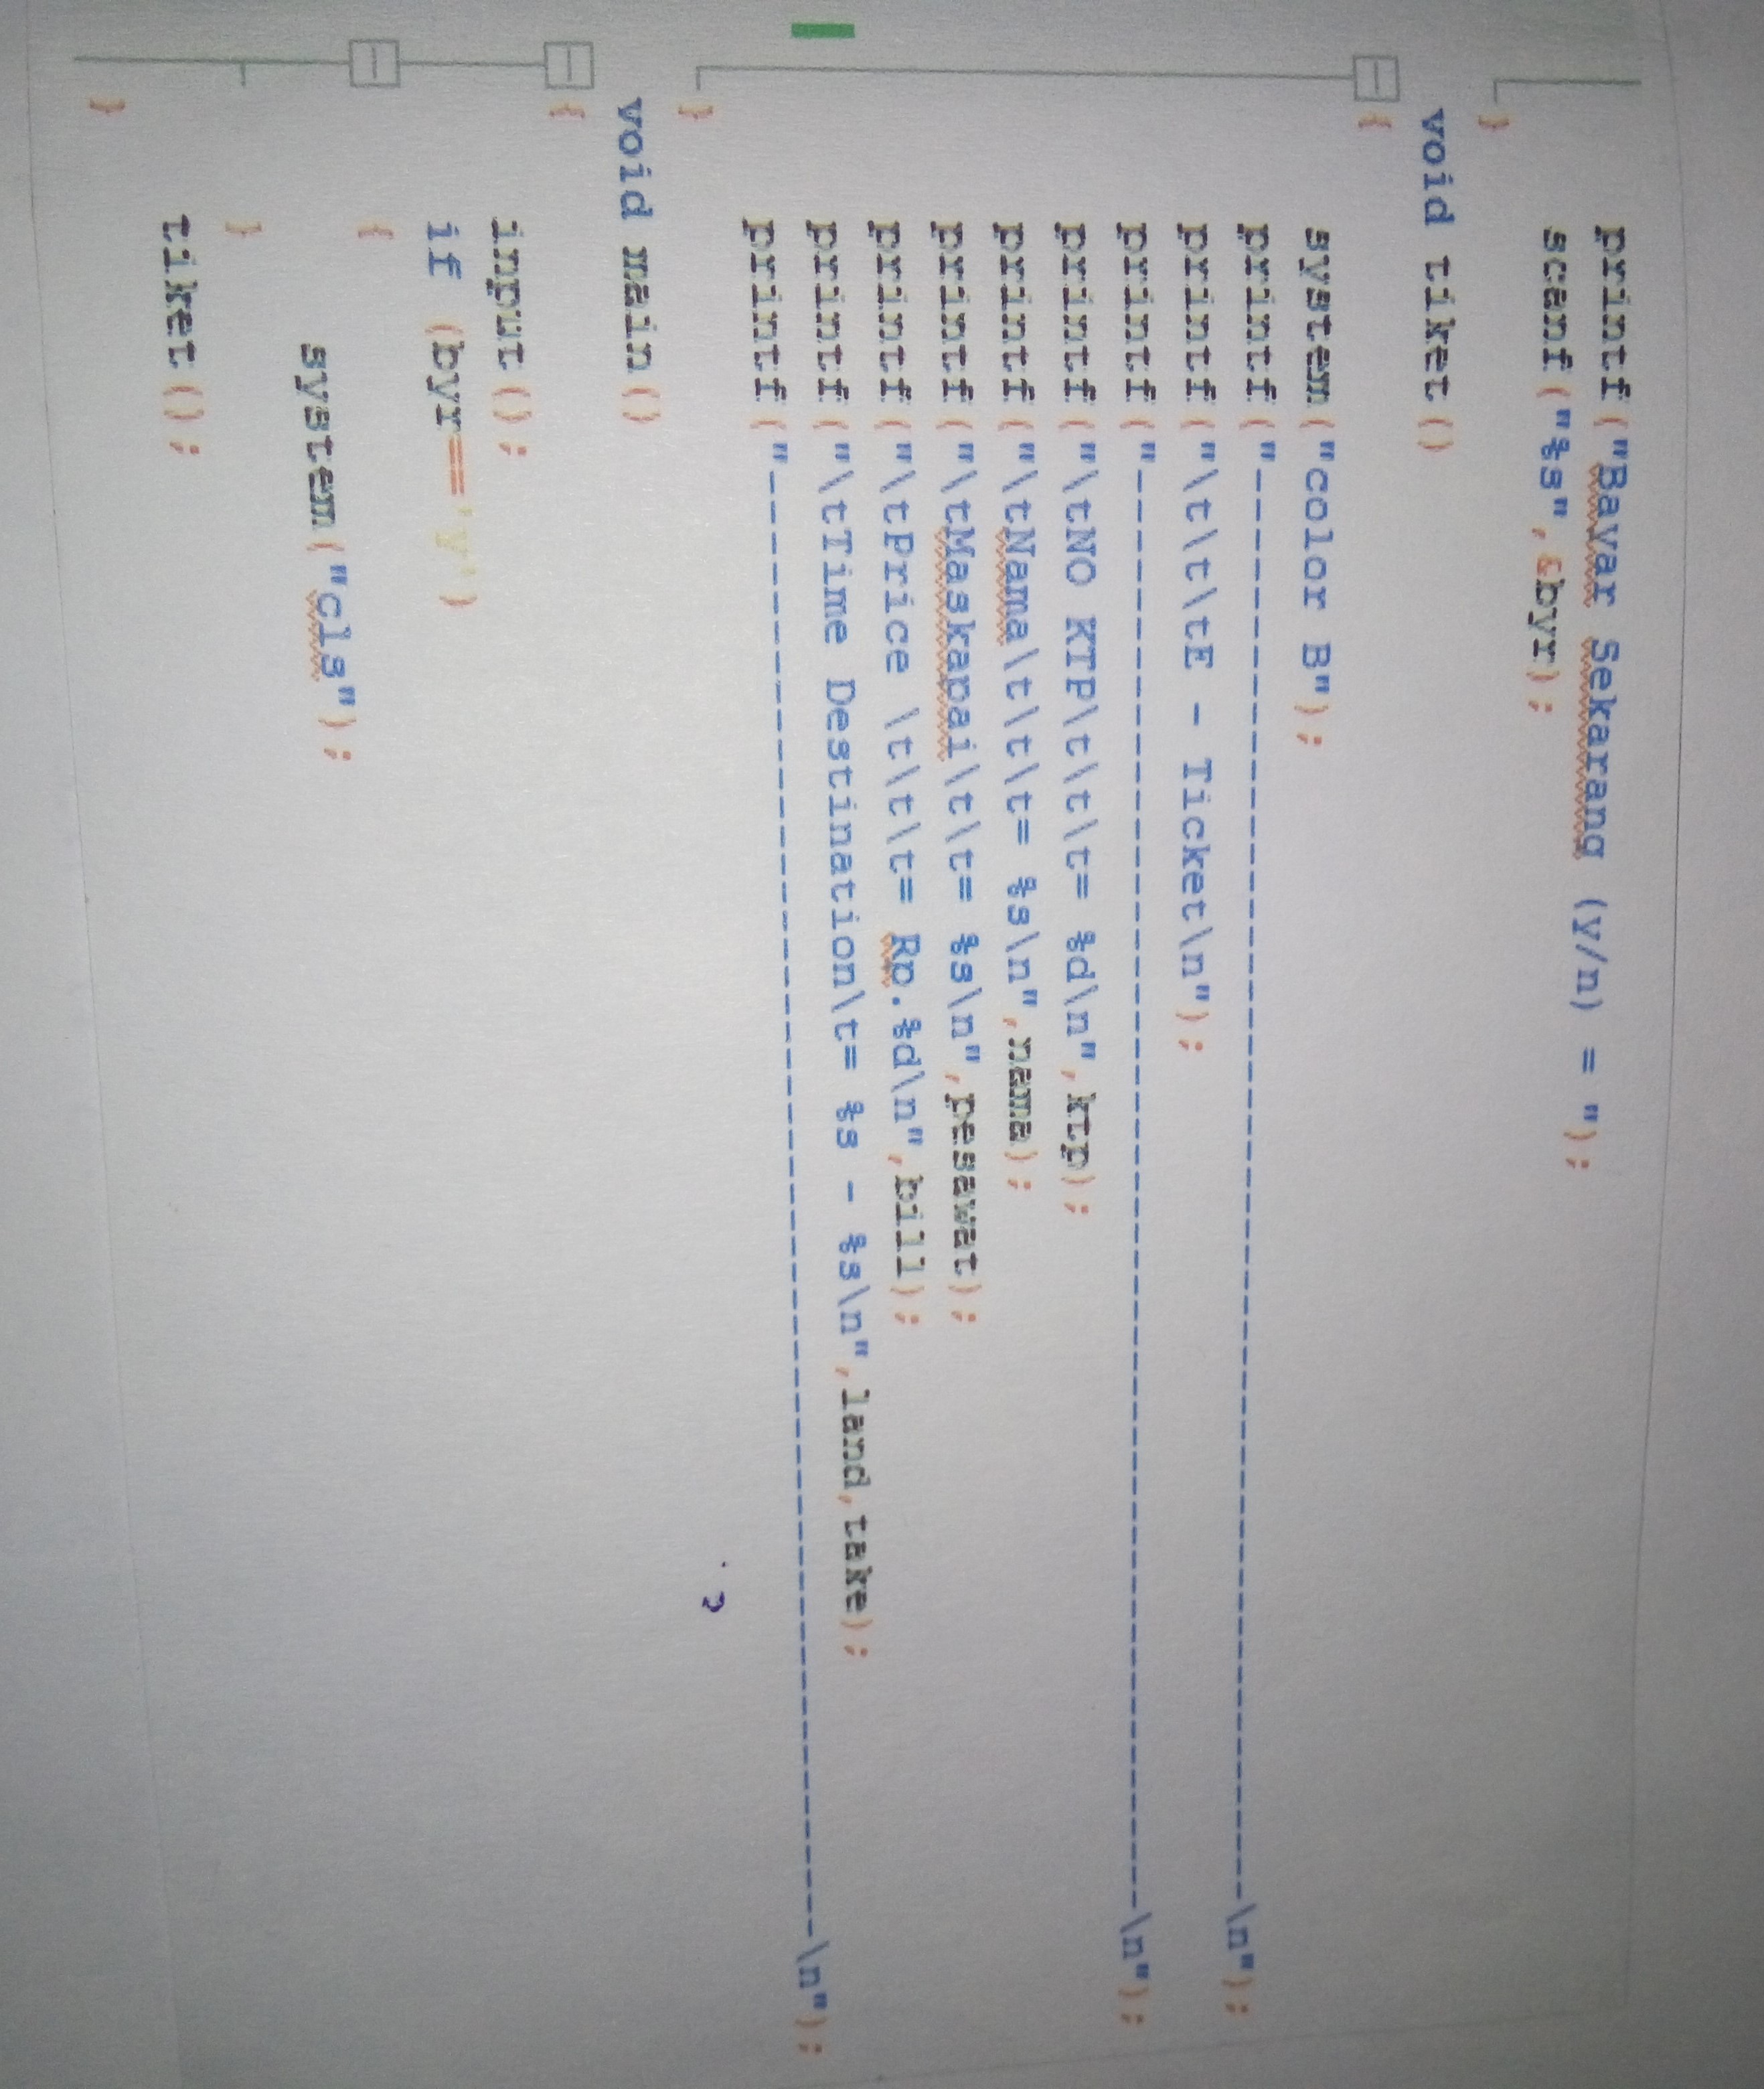 printf("Bayar Sekarang (y/n) = ");
scanf("%s",&byr);
}
void tiket()
{
system("color B");
printf("------------------------------------------------------------------------\n");
printf("\t\t\tE - Ticket\n");
printf("------------------------------------------------------------------------\n");
printf("\tNO KTP\t\t\t= %d\n",ktp);
printf("\tNama\t\t\t= %s\n",nama);
printf("\tMaskapai\t\t= %s\n",pesawat);
printf("\tPrice \t\t\t= Rp.%d\n",bill);
printf("\tTime Destination\t= %s - %s\n",land,take);
printf("------------------------------------------------------------------------\n");
}
void main()
{
input();
if (byr=='y')
{
system("cls");
}
tiket();
}